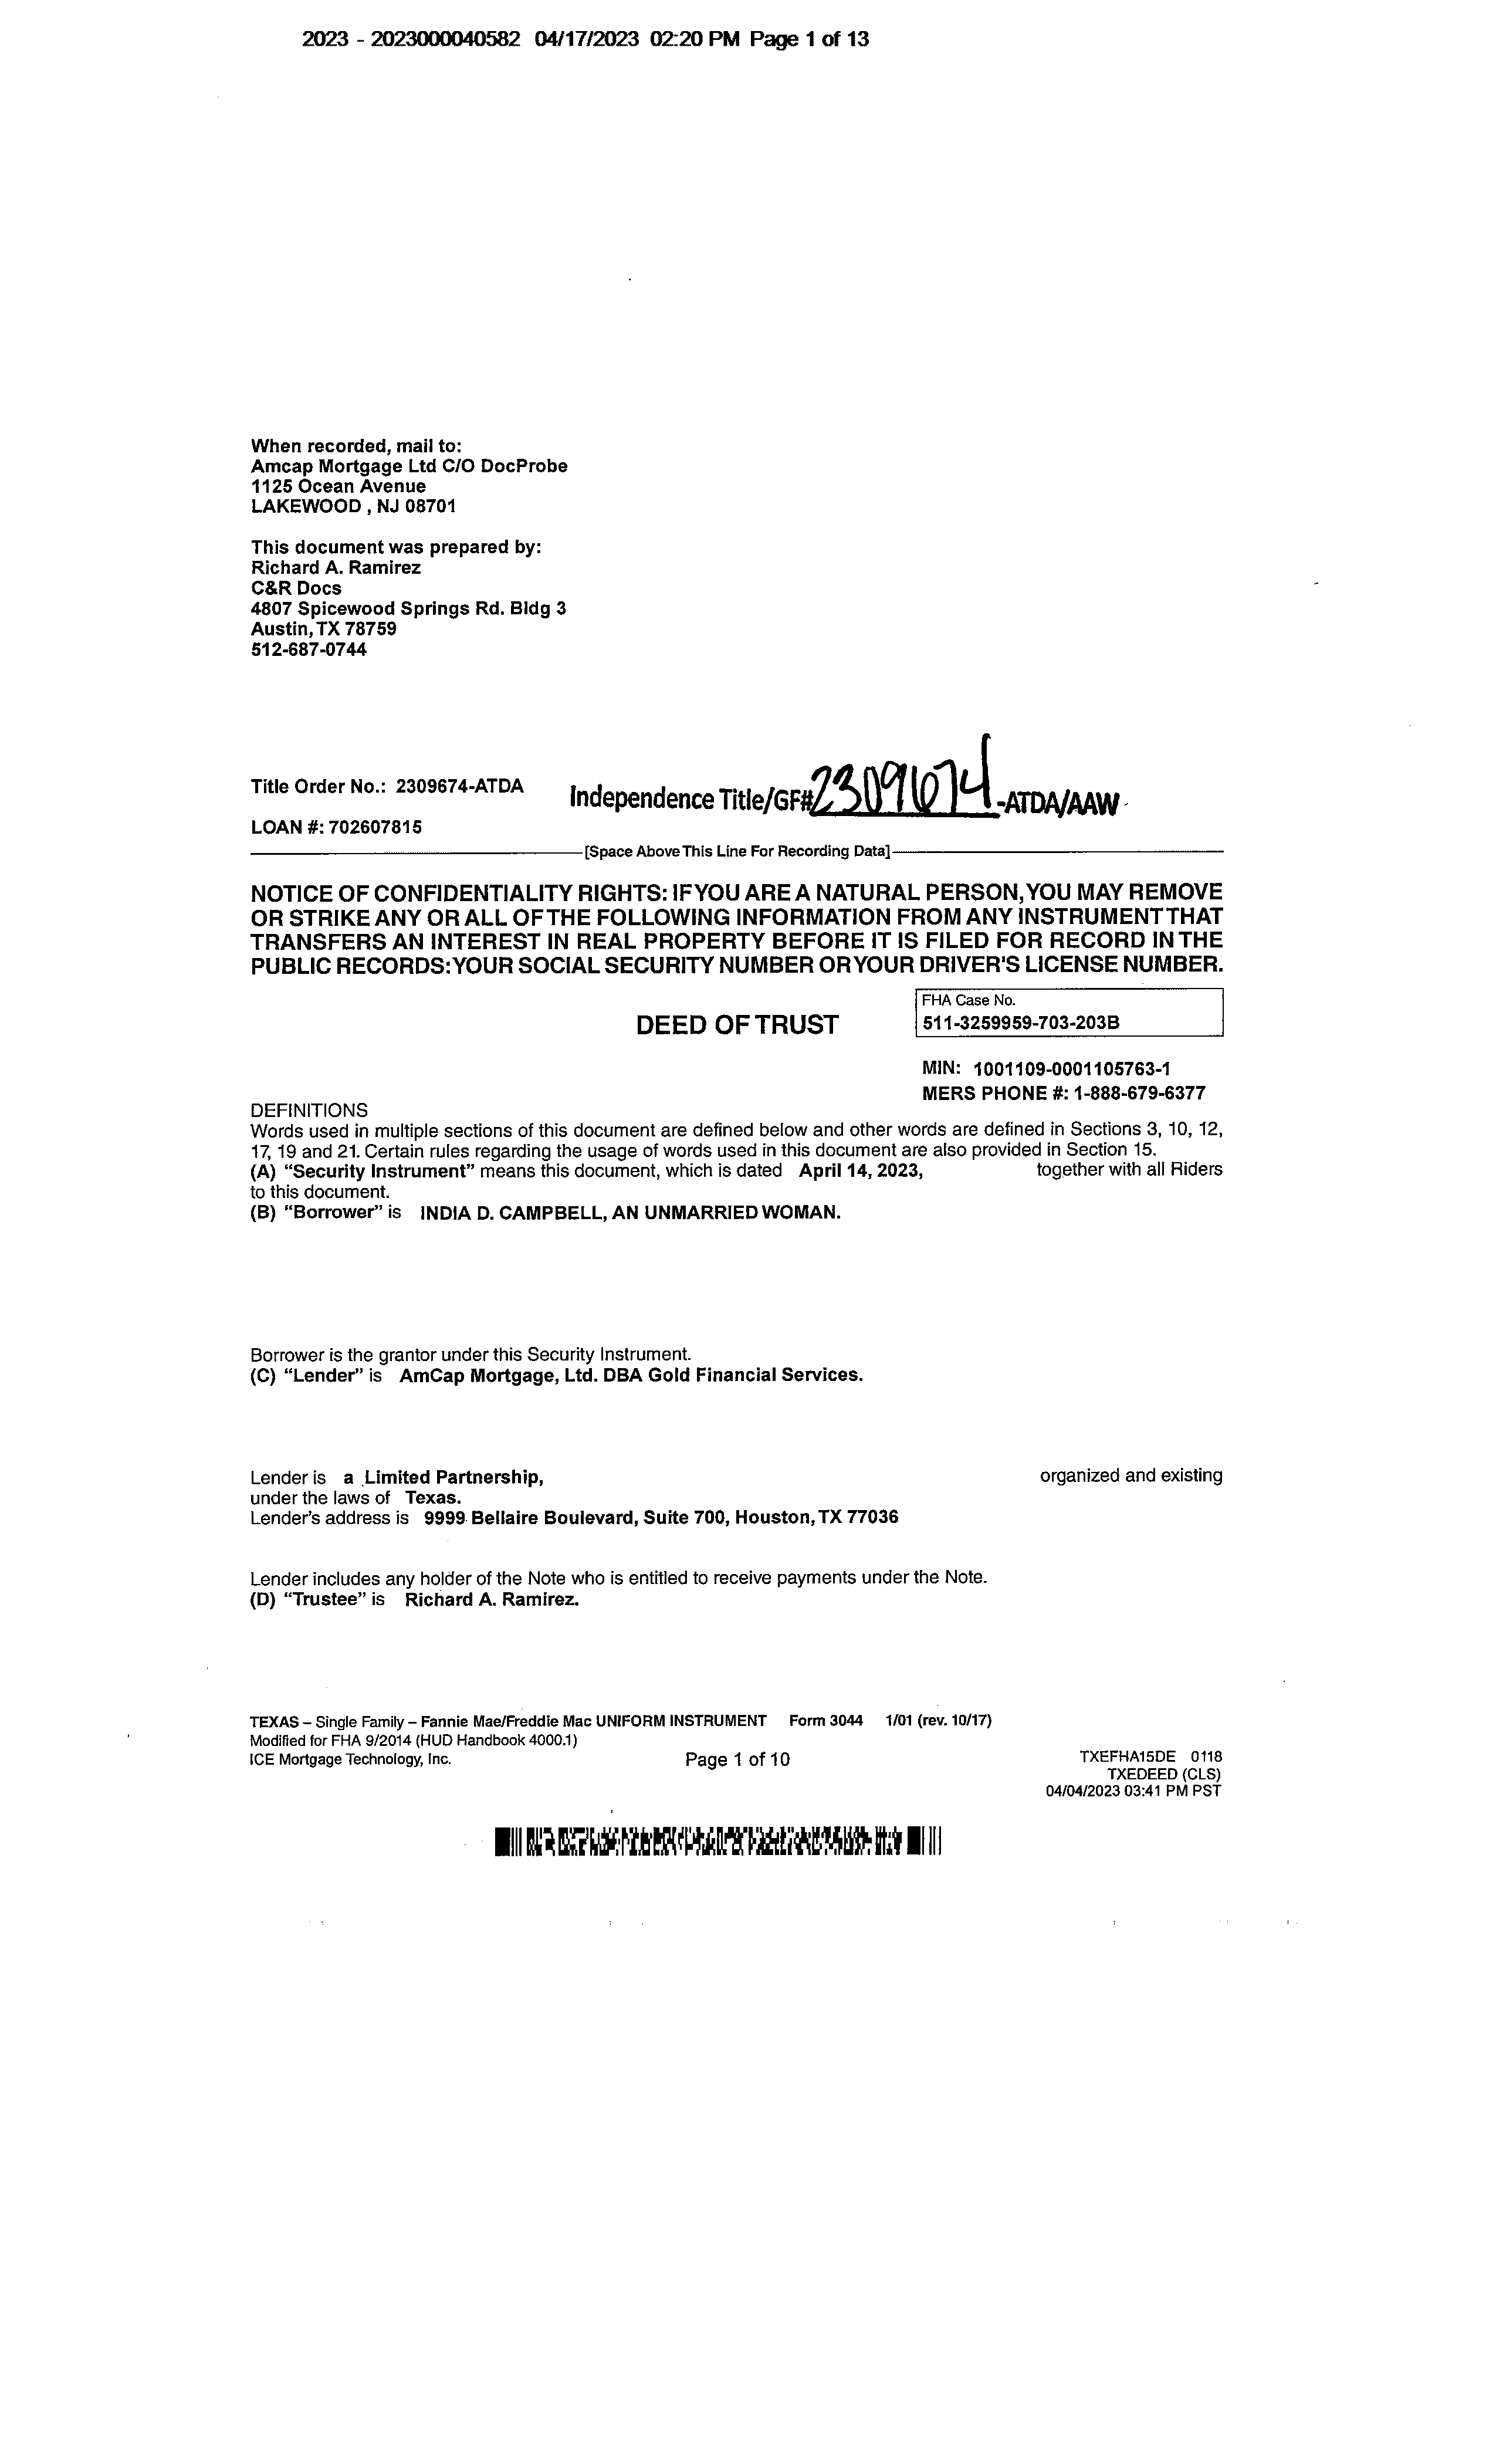 2023 - 2023000040582 04/17/2023 02:20 PM Page 1 of 13
When recorded, mail to:
Amcap Mortgage Ltd C/O DocProbe
1125 Ocean Avenue
LAKEWOOD , NJ 08701
This document was prepared by:
Richard A. Ramirez
C&R Docs
4807 Spicewood Springs Rd. Bldg 3
Austin, TX 78759
512-687-0744
Title Order No.: 2309674-ATDA Independence Title/GF# 2309674 -ATDA/AAW
LOAN #: 702607815
[Space Above This Line For Recording Data]
NOTICE OF CONFIDENTIALITY RIGHTS: IF YOU ARE A NATURAL PERSON, YOU MAY REMOVE
OR STRIKE ANY OR ALL OF THE FOLLOWING INFORMATION FROM ANY INSTRUMENT THAT
TRANSFERS AN INTEREST IN REAL PROPERTY BEFORE IT IS FILED FOR RECORD IN THE
PUBLIC RECORDS: YOUR SOCIAL SECURITY NUMBER OR YOUR DRIVER'S LICENSE NUMBER.
FHA Case No.
DEED OF TRUST 511-3259959-703-203B
MIN: 1001109-0001105763-1
MERS PHONE #: 1-888-679-6377
DEFINITIONS
Words used in multiple sections of this document are defined below and other words are defined in Sections 3, 10, 12,
17, 19 and 21. Certain rules regarding the usage of words used in this document are also provided in Section 15.
(A) “Security Instrument” means this document, which is dated April 14, 2023, together with all Riders
to this document.
(B) “Borrower” is INDIA D. CAMPBELL, AN UNMARRIED WOMAN.
Borrower is the grantor under this Security Instrument.
(C) “Lender” is AmCap Mortgage, Ltd. DBA Gold Financial Services.
Lender is a Limited Partnership, organized and existing
under the laws of Texas.
Lender's address is 9999 Bellaire Boulevard, Suite 700, Houston, TX 77036
Lender includes any holder of the Note who is entitled to receive payments under the Note.
(D) “Trustee” is Richard A. Ramirez.
TEXAS – Single Family – Fannie Mae/Freddie Mac UNIFORM INSTRUMENT Form 3044 1/01 (rev. 10/17)
Modified for FHA 9/2014 (HUD Handbook 4000.1)
ICE Mortgage Technology, Inc. Page 1 of 10 TXEFHA15DE 0118
TXEDEED (CLS)
04/04/2023 03:41 PM PST